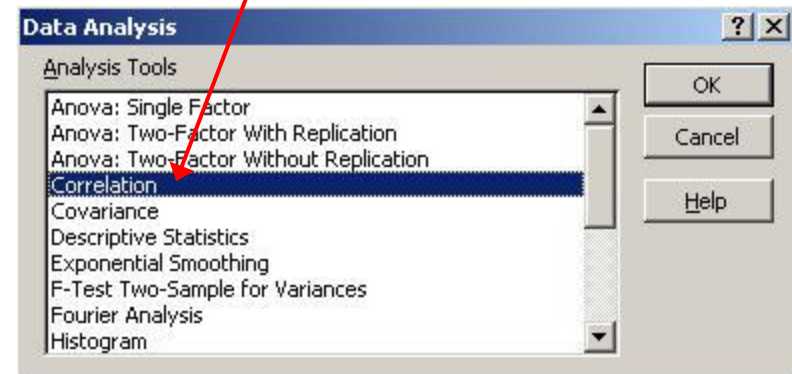 Data Analysis
Analysis Tools
Anova: Single Factor
Anova: Two-Factor With Replication
Anova: Two-Factor Without Replication
Correlation
Covariance
Descriptive Statistics
Exponential Smoothing
F-Test Two-Sample for Variances
Fourier Analysis
Histogram
OK
Cancel
Help